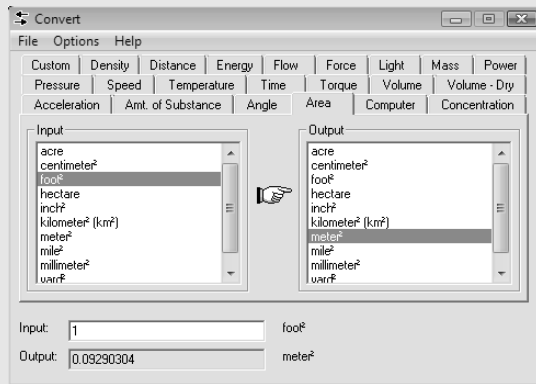 Convert
File Options Help
Custom Density Distance Energy Flow Force Light Mass Power
Pressure Speed Temperature Time Torque Volume Volume - Dry
Acceleration Amt. of Substance Angle Area Computer Concentration
Input
acre
centimeter²
foot²
hectare
inch²
kilometer² (km²)
meter²
mile²
millimeter²
yard²
Output
acre
centimeter²
foot²
hectare
inch²
kilometer² (km²)
meter²
mile²
millimeter²
yard²
Input: 1 foot²
Output: 0.09290304 meter²